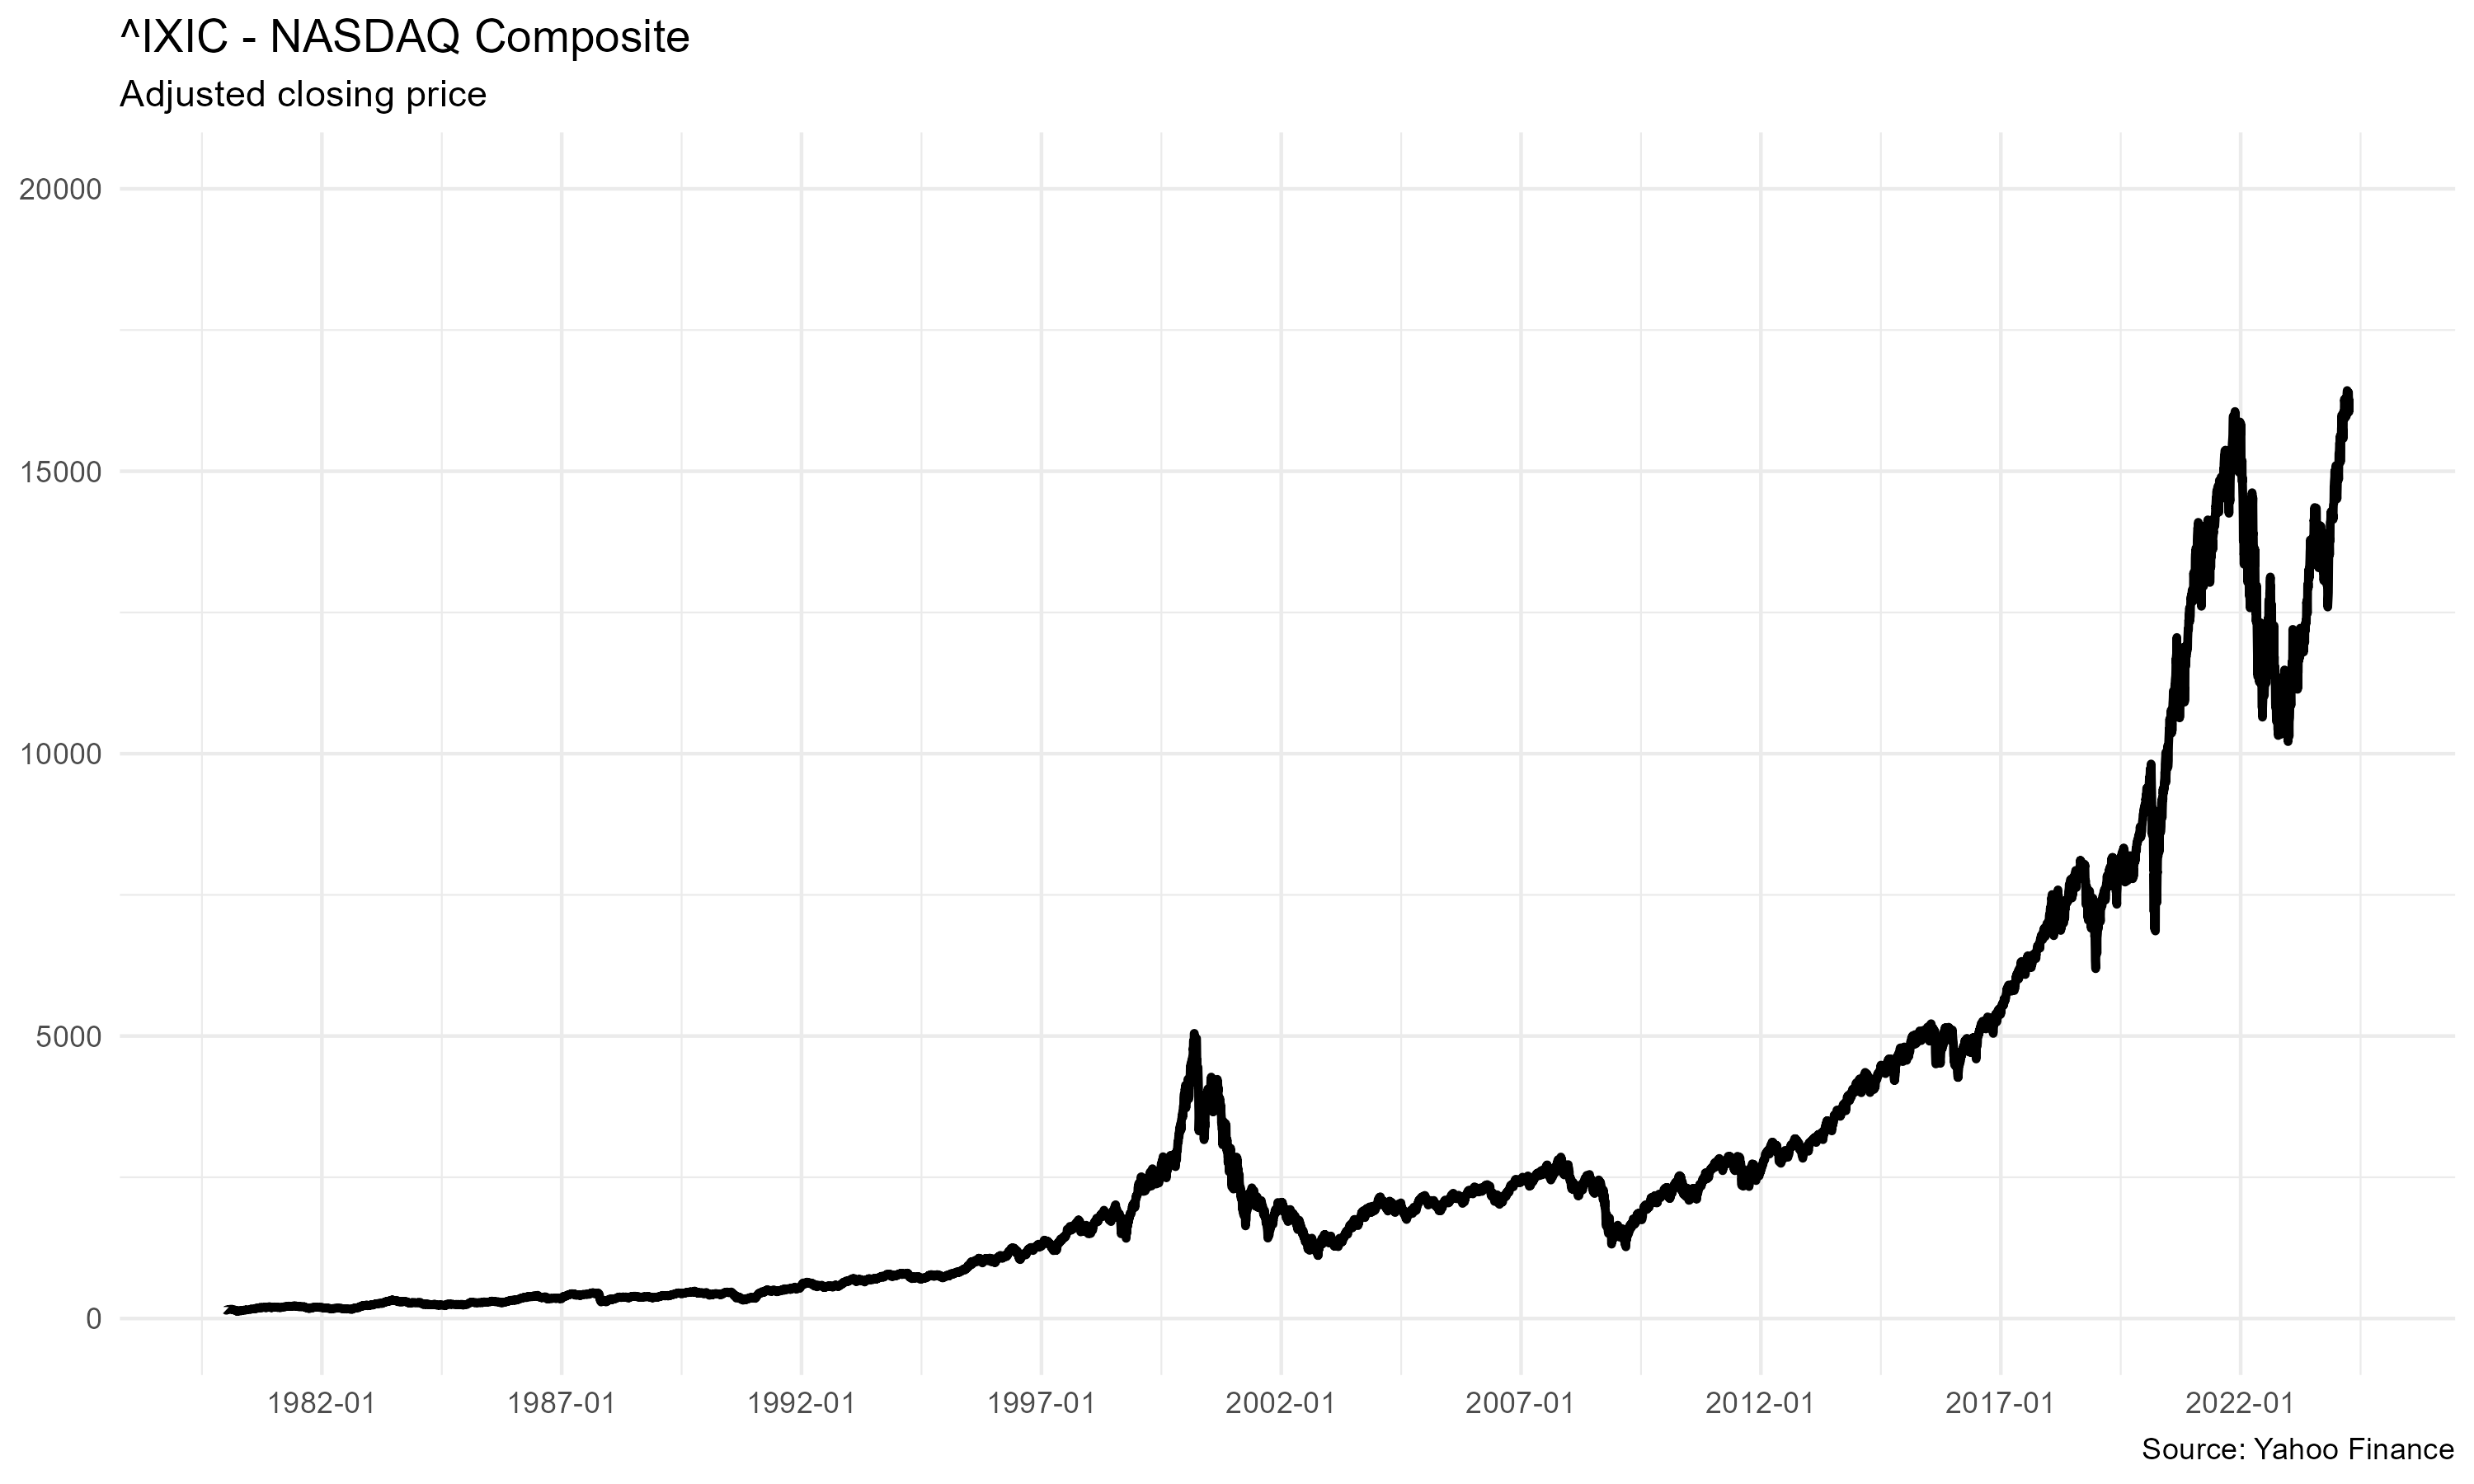 ^IXIC - NASDAQ Composite
Adjusted closing price
20000
15000
10000
5000
0
1982-01 1987-01 1992-01 1997-01 2002-01 2007-01 2012-01 2017-01 2022-01
Source: Yahoo Finance